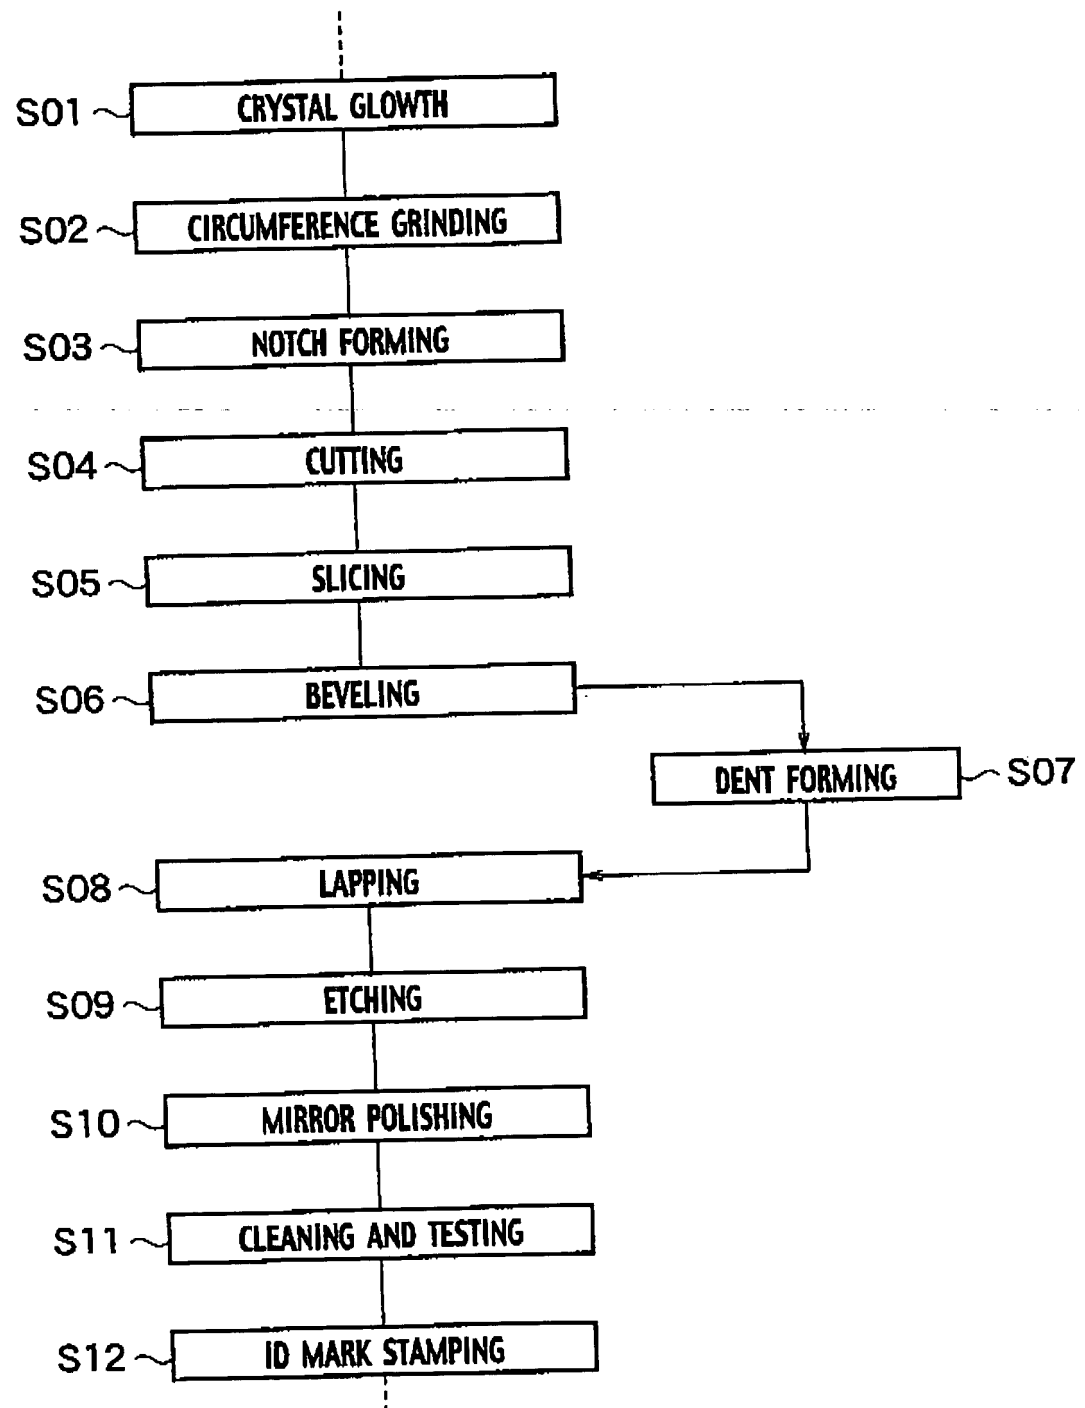 S01 CRYSTAL GLOWTH
S02 CIRCUMFERENCE GRINDING
S03 NOTCH FORMING
S04 CUTTING
S05 SLICING
S06 BEVELING
DENT FORMING S07
S08 LAPPING
S09 ETCHING
S10 MIRROR POLISHING
S11 CLEANING AND TESTING
S12 ID MARK STAMPING